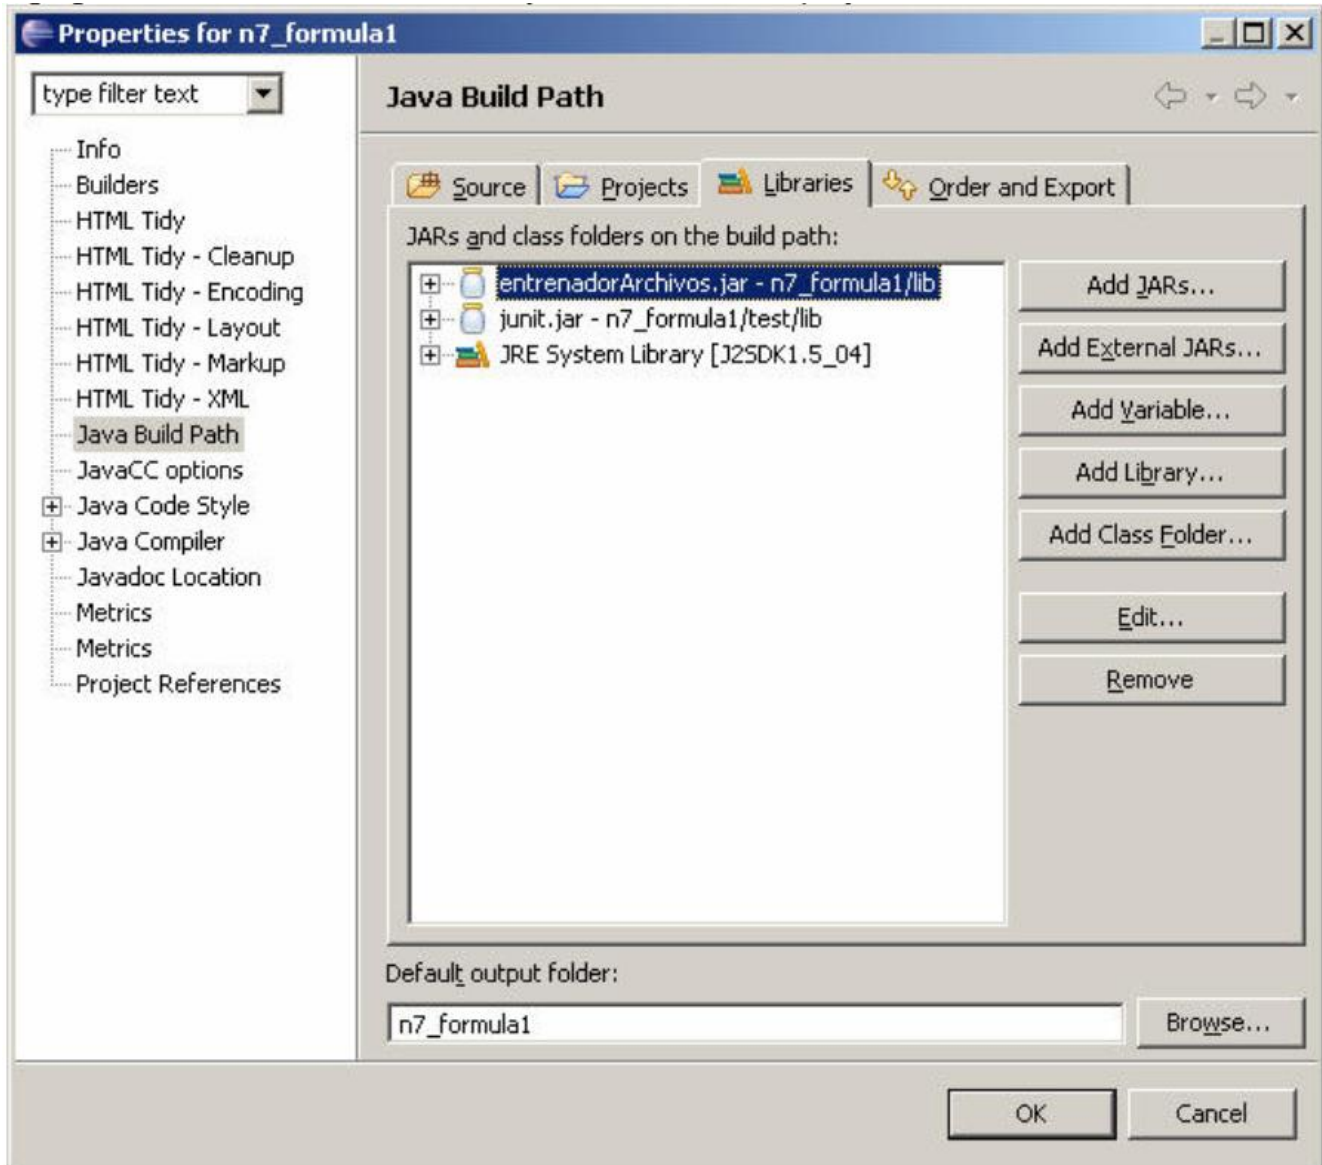 Properties for n7_formula1
type filter text
Info
Builders
HTML Tidy
HTML Tidy - Cleanup
HTML Tidy - Encoding
HTML Tidy - Layout
HTML Tidy - Markup
HTML Tidy - XML
Java Build Path
JavaCC options
Java Code Style
Java Compiler
Javadoc Location
Metrics
Metrics
Project References
Java Build Path
Source Projects Libraries Order and Export
JARs and class folders on the build path:
entrenadorArchivos.jar - n7_formula1/lib
junit.jar - n7_formula1/test/lib
JRE System Library [J2SDK1.5_04]
Add JARs...
Add External JARs...
Add Variable...
Add Library...
Add Class Folder...
Edit...
Remove
Default output folder:
n7_formula1
Browse...
OK Cancel